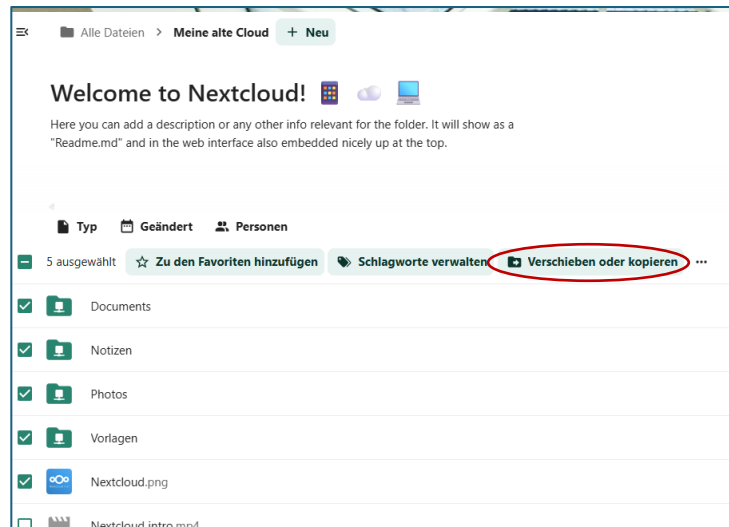 Alle Dateien > Meine alte Cloud + Neu
Welcome to Nextcloud!
Here you can add a description or any other info relevant for the folder. It will show as a
"Readme.md" and in the web interface also embedded nicely up at the top.
Typ Geändert Personen
5 ausgewählt Zu den Favoriten hinzufügen Schlagworte verwalten Verschieben oder kopieren ...
Documents
Notizen
Photos
Vorlagen
Nextcloud.png
Nextcloud intro.mp4